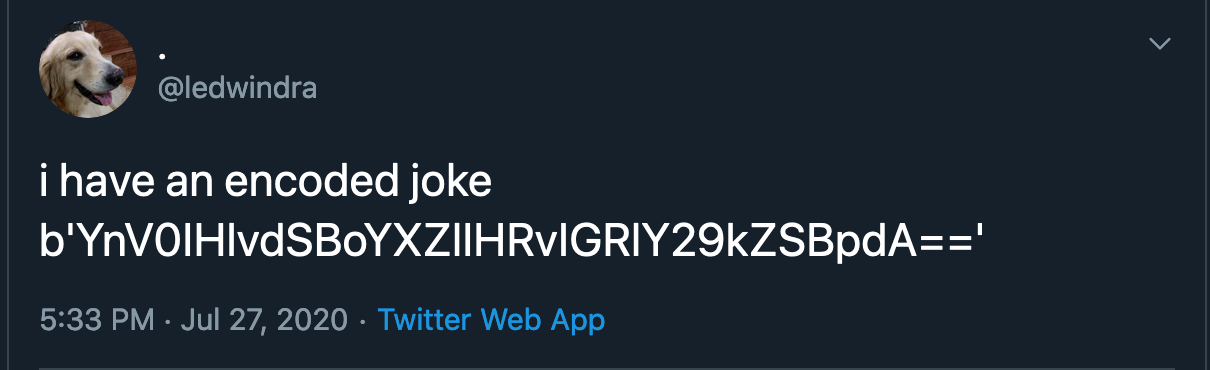 .
@ledwindra
i have an encoded joke
b'YnV0IHlvdSBoYXZlIHRvIGRlY29kZSBpdA=='
5:33 PM · Jul 27, 2020 · Twitter Web App